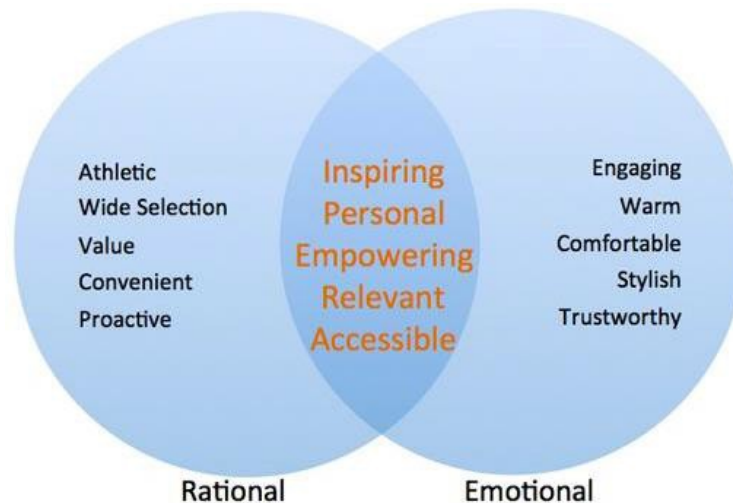 Athletic
Wide Selection
Value
Convenient
Proactive
Inspiring
Personal
Empowering
Relevant
Accessible
Engaging
Warm
Comfortable
Stylish
Trustworthy
Rational
Emotional